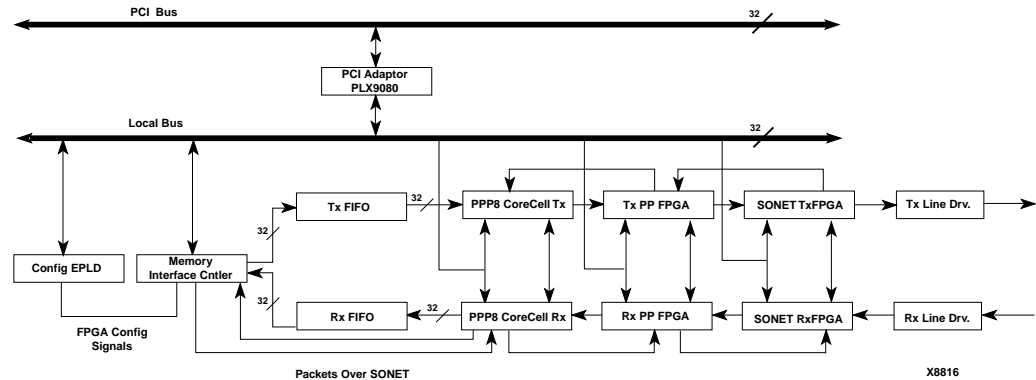 PCI Bus
32
PCI Adaptor
PLX9080
Local Bus
32
Tx FIFO
32
PPP8 CoreCell Tx
Tx PP FPGA
SONET TxFPGA
Tx Line Drv.
32
Config EPLD
Memory
Interface Cntler
32
Rx FIFO
32
PPP8 CoreCell Rx
Rx PP FPGA
SONET RxFPGA
Rx Line Drv.
FPGA Config
Signals
Packets Over SONET
X8816